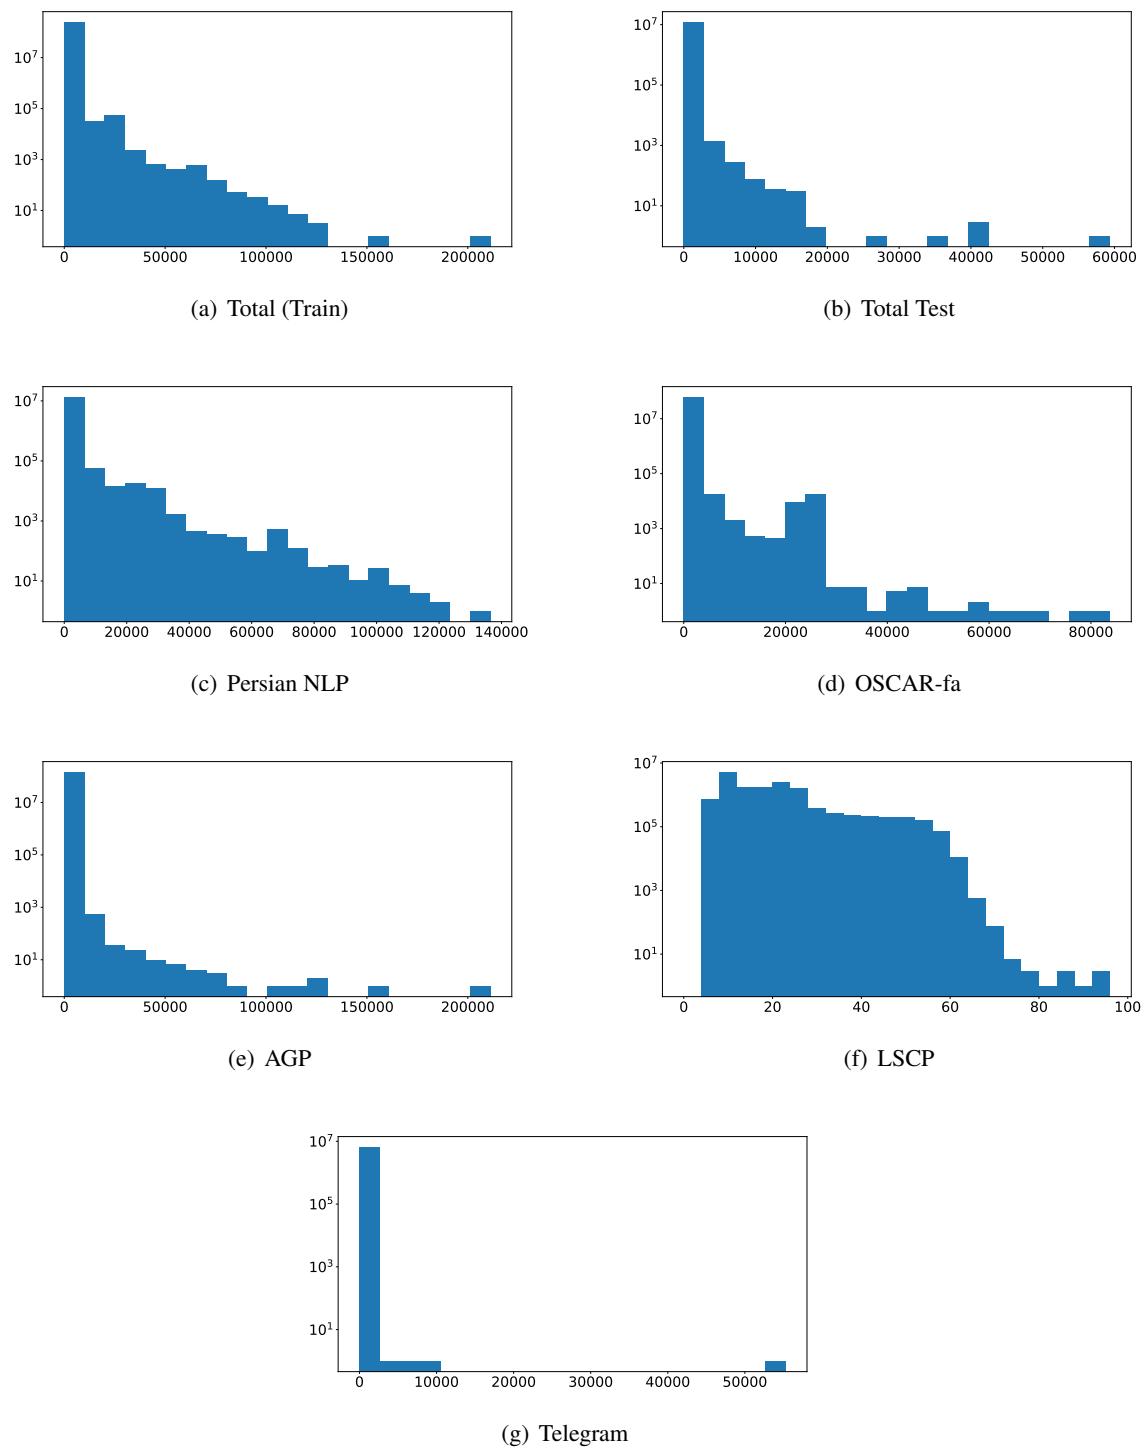 10^7
10^5
10^3
10^1
0 50000 100000 150000 200000
(a) Total (Train)
10^7
10^5
10^3
10^1
0 10000 20000 30000 40000 50000 60000
(b) Total Test
10^7
10^5
10^3
10^1
0 20000 40000 60000 80000 100000 120000 140000
(c) Persian NLP
10^7
10^5
10^3
10^1
0 20000 40000 60000 80000
(d) OSCAR-fa
10^7
10^5
10^3
10^1
0 50000 100000 150000 200000
(e) AGP
10^7
10^5
10^3
10^1
0 20 40 60 80 100
(f) LSCP
10^7
10^5
10^3
10^1
0 10000 20000 30000 40000 50000
(g) Telegram